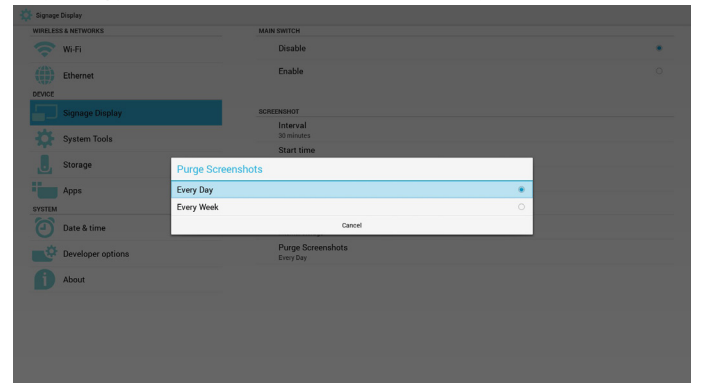 Signage Display
WIRELESS & NETWORKS
Wi-Fi
Ethernet
DEVICE
Signage Display
System Tools
Storage
Apps
SYSTEM
Date & time
Developer options
About
MAIN SWITCH
Disable
Enable
SCREENSHOT
Interval
30 minutes
Start time
Purge Screenshots
Every Day
Every Week
Cancel
Purge Screenshots
Every Day